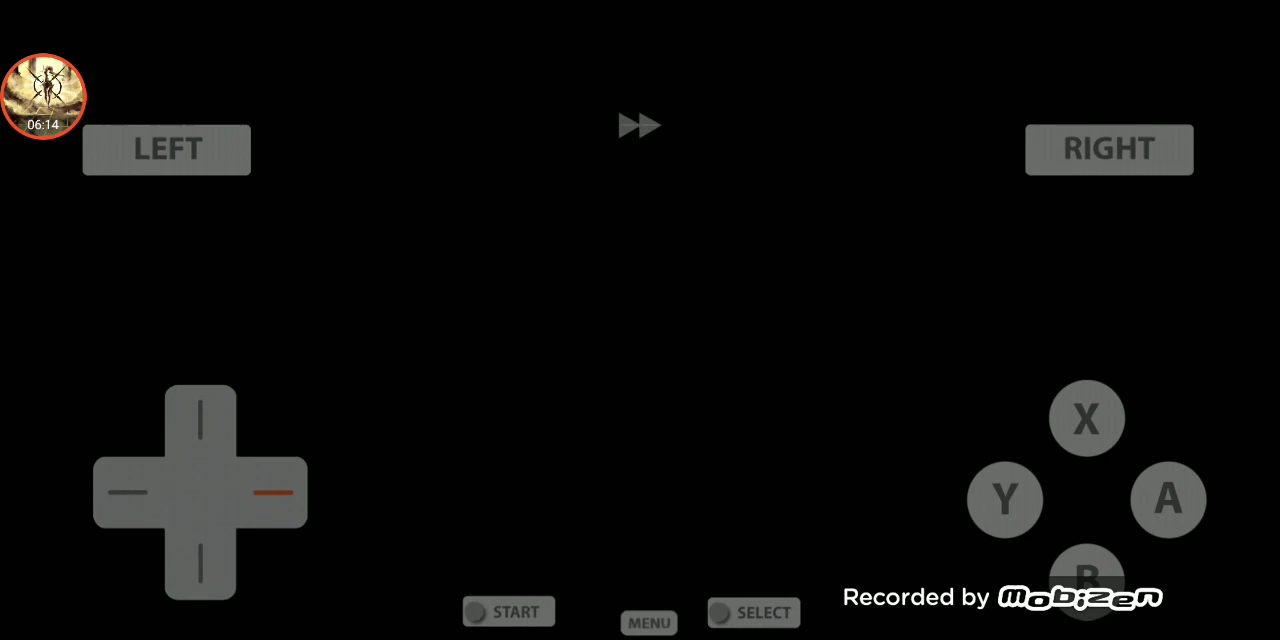 06:14
LEFT
RIGHT
X
Y
A
B
START
MENU
SELECT
Recorded by mobizen